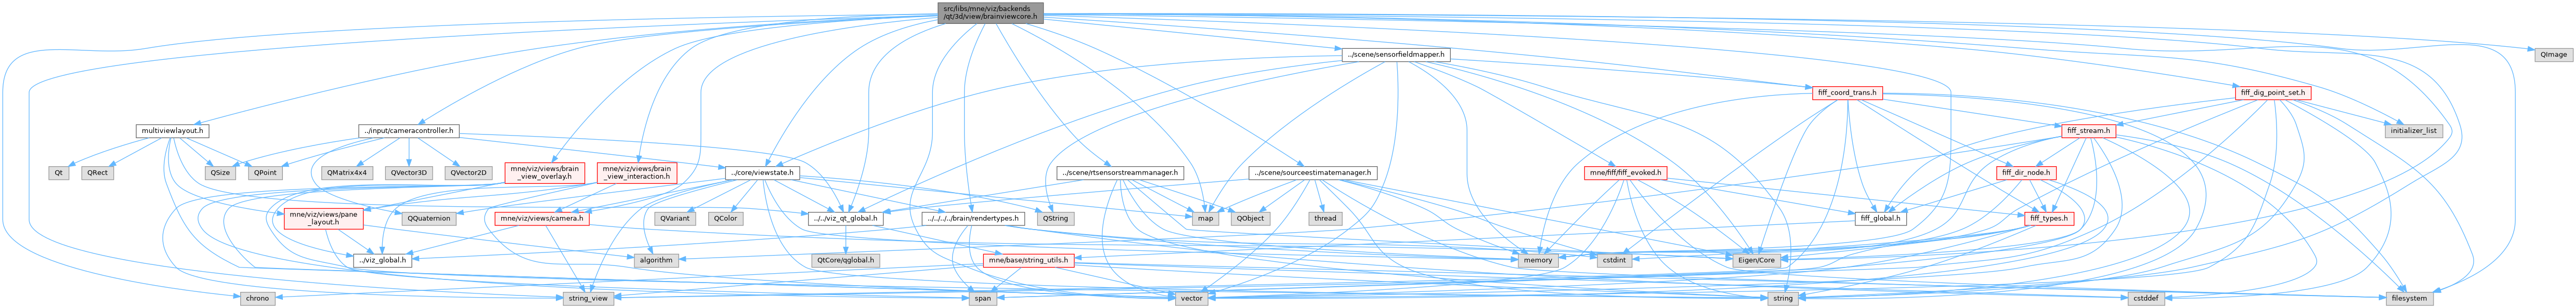 src/libs/mne/viz/backends
/qt/3d/view/brainviewcore.h
../scene/sensorfieldmapper.h
QImage
fiff_coord_trans.h
fiff_dig_point_set.h
multiviewlayout.h
../input/cameracontroller.h
fiff_stream.h
initializer_list
Qt
QRect
QSize
QPoint
QMatrix4x4
QVector3D
QVector2D
mne/viz/views/brain
_view_overlay.h
mne/viz/views/brain
_view_interaction.h
../core/viewstate.h
../scene/rtsensorstreammanager.h
../scene/sourceestimatemanager.h
mne/fiff/fiff_evoked.h
fiff_dir_node.h
mne/viz/views/pane
_layout.h
QQuaternion
mne/viz/views/camera.h
QVariant
QColor
../../viz_qt_global.h
../../../../brain/rendertypes.h
QString
map
QObject
thread
fiff_global.h
fiff_types.h
../viz_global.h
algorithm
QtCore/qglobal.h
mne/base/string_utils.h
memory
cstdint
Eigen/Core
chrono
string_view
span
vector
string
cstddef
filesystem